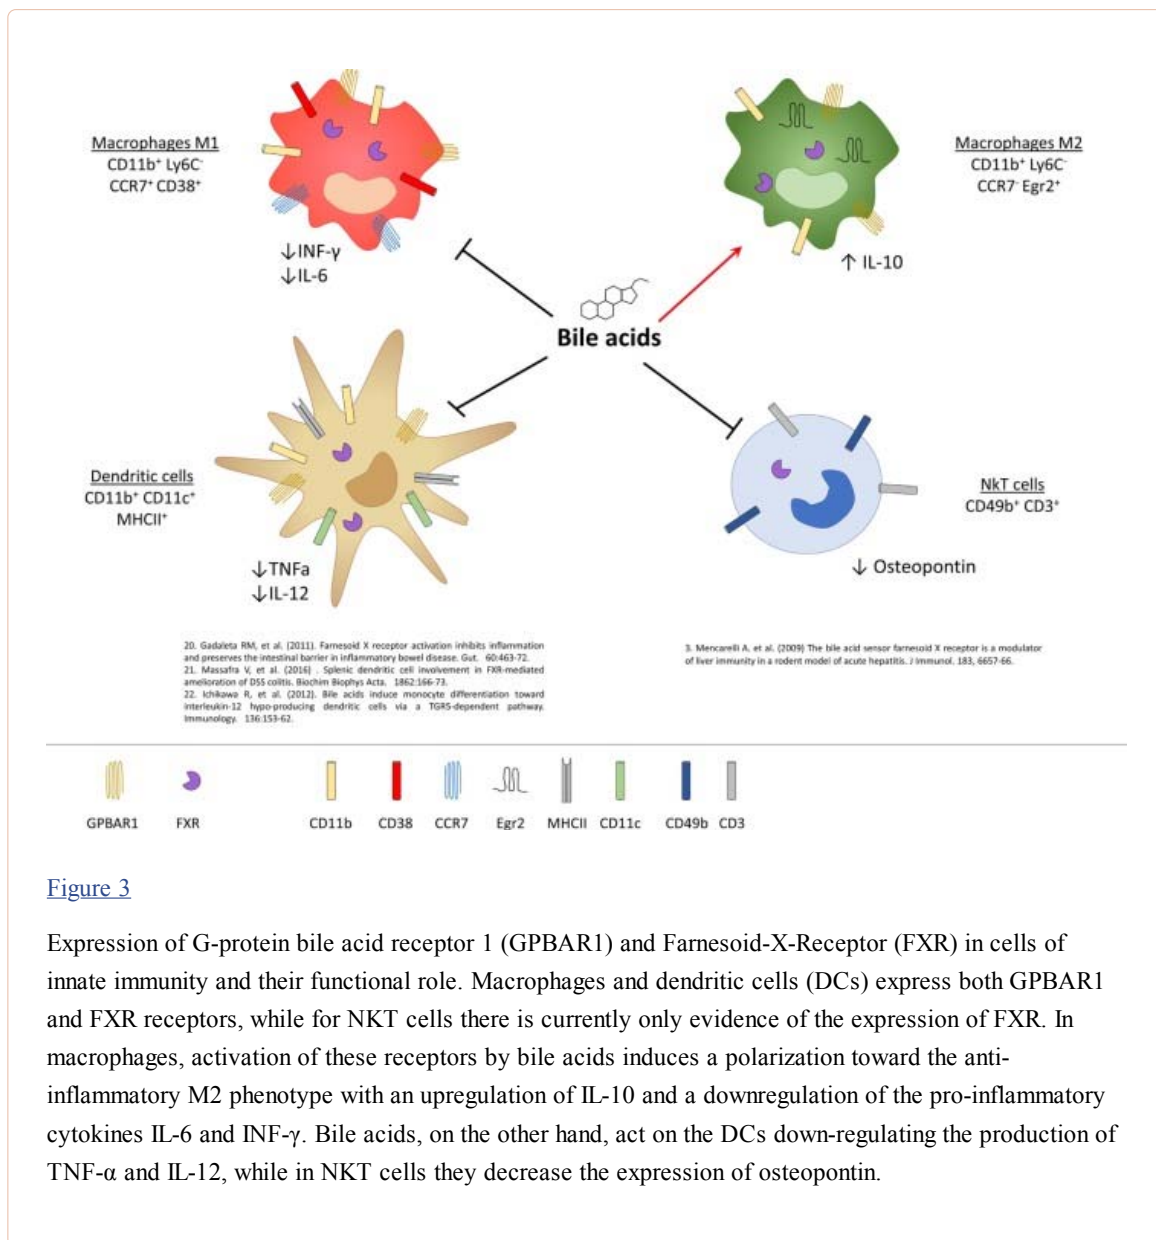 Macrophages M1
CD11b⁺ Ly6C⁻
CCR7⁺ CD38⁺
↓INF-γ
↓IL-6
Macrophages M2
CD11b⁺ Ly6C⁻
CCR7⁻ Egr2⁺
↑ IL-10
Bile acids
Dendritic cells
CD11b⁺ CD11c⁺
MHCII⁺
↓TNFa
↓IL-12
NkT cells
CD49b⁺ CD3⁺
↓ Osteopontin
20. Gadaleta RM, et al. (2011). Farnesoid X receptor activation inhibits inflammation
and preserves the intestinal barrier in inflammatory bowel disease. Gut. 60:463-72.
21. Massafra V, et al. (2016) . Splenic dendritic cell involvement in FXR-mediated
amelioration of DSS colitis. Biochim Biophys Acta. 1862:166-73.
22. Ichikawa R, et al. (2012). Bile acids induce monocyte differentiation toward
interleukin-12 hypo-producing dendritic cells via a TGR5-dependent pathway.
Immunology. 136:153-62.
3. Mencarelli A, et al. (2009) The bile acid sensor farnesoid X receptor is a modulator
of liver immunity in a rodent model of acute hepatitis. J Immunol. 183, 6657-66.
GPBAR1 FXR CD11b CD38 CCR7 Egr2 MHCII CD11c CD49b CD3
Figure 3
Expression of G-protein bile acid receptor 1 (GPBAR1) and Farnesoid-X-Receptor (FXR) in cells of
innate immunity and their functional role. Macrophages and dendritic cells (DCs) express both GPBAR1
and FXR receptors, while for NKT cells there is currently only evidence of the expression of FXR. In
macrophages, activation of these receptors by bile acids induces a polarization toward the anti-
inflammatory M2 phenotype with an upregulation of IL-10 and a downregulation of the pro-inflammatory
cytokines IL-6 and INF-γ. Bile acids, on the other hand, act on the DCs down-regulating the production of
TNF-α and IL-12, while in NKT cells they decrease the expression of osteopontin.